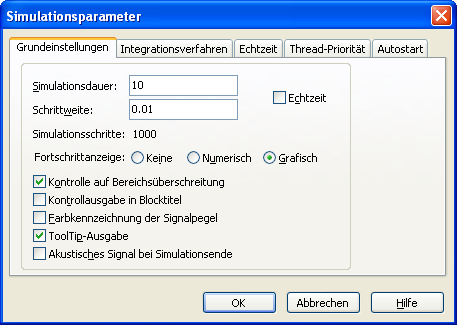 Simulationsparameter
Grundeinstellungen Integrationsverfahren Echtzeit Thread-Priorität Autostart
Simulationsdauer: 10
Echtzeit
Schrittweite: 0.01
Simulationsschritte: 1000
Fortschrittanzeige: Keine Numerisch Grafisch
Kontrolle auf Bereichsüberschreitung
Kontrollausgabe in Blocktitel
Farbkennzeichnung der Signalpegel
ToolTip-Ausgabe
Akustisches Signal bei Simulationsende
OK Abbrechen Hilfe